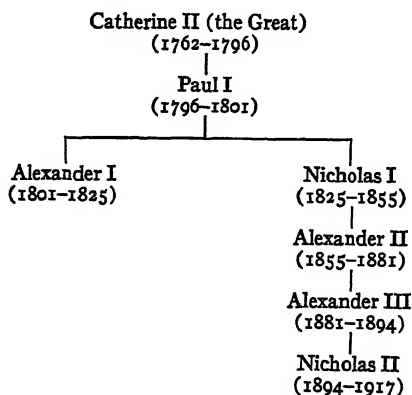 Catherine II (the Great)
(1762–1796)
Paul I
(1796–1801)
Alexander I
(1801–1825)
Nicholas I
(1825–1855)
Alexander II
(1855–1881)
Alexander III
(1881–1894)
Nicholas II
(1894–1917)